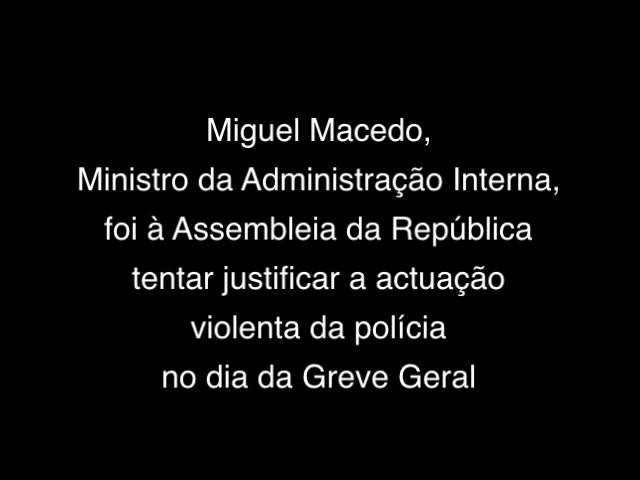 Miguel Macedo,
Ministro da Administração Interna,
foi à Assembleia da República
tentar justificar a actuação
violenta da polícia
no dia da Greve Geral